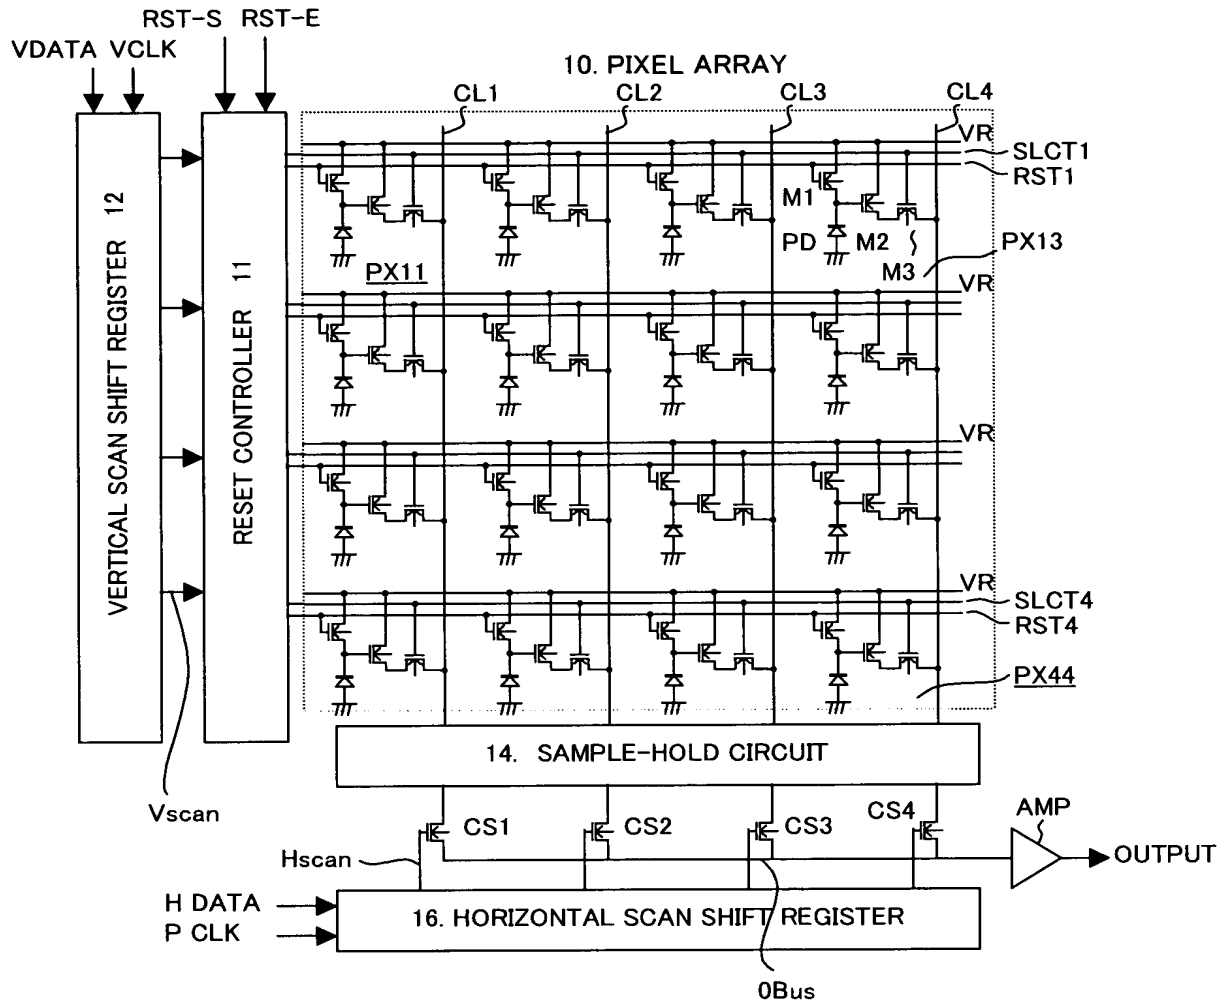 RST-S RST-E
VDATA VCLK
10. PIXEL ARRAY
CL1 CL2 CL3 CL4
VR
SLCT1
RST1
M1
PD M2
M3
PX13
PX11
VR
VERTICAL SCAN SHIFT REGISTER 12
RESET CONTROLLER 11
VR
VR
SLCT4
RST4
PX44
14. SAMPLE-HOLD CIRCUIT
Vscan
CS1 CS2 CS3 CS4
AMP
Hscan
OUTPUT
H DATA
P CLK
16. HORIZONTAL SCAN SHIFT REGISTER
0Bus